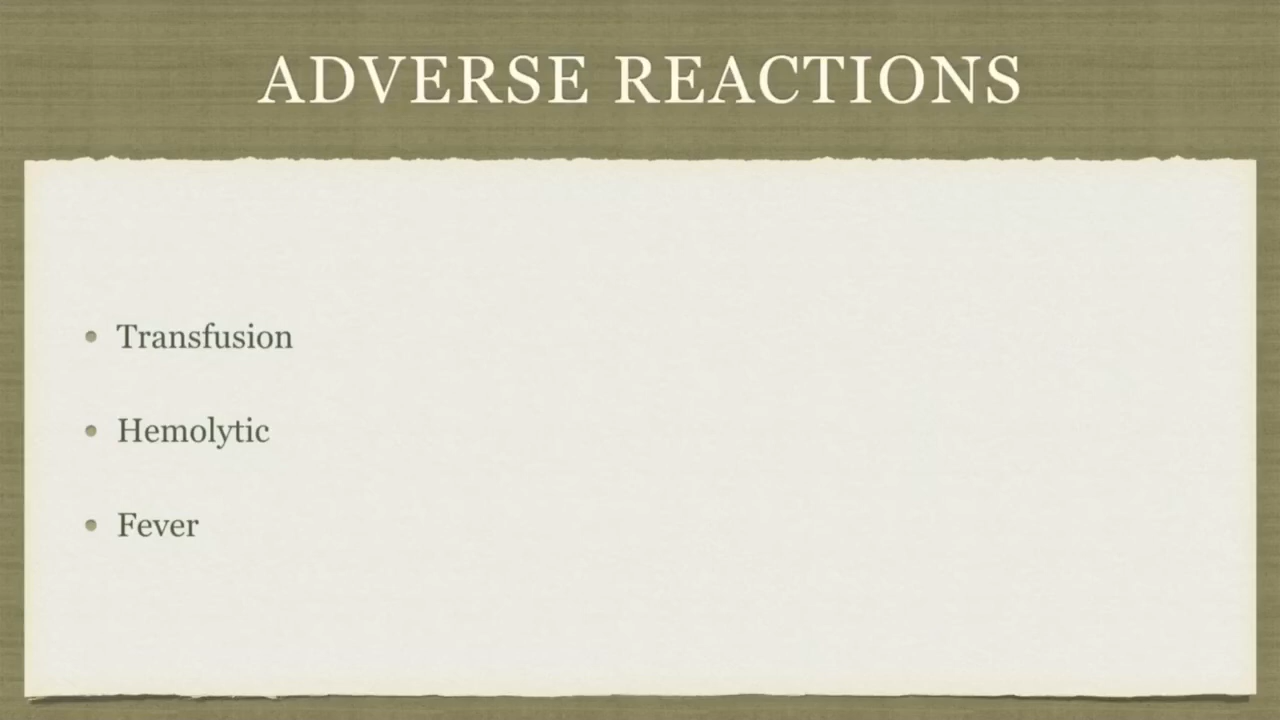 ADVERSE REACTIONS
• Transfusion
• Hemolytic
• Fever